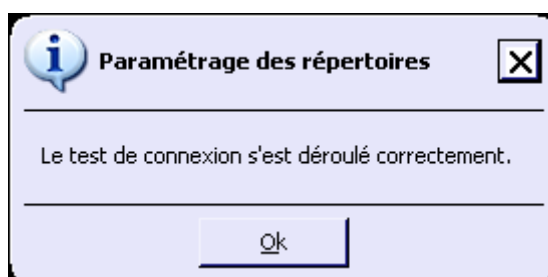 Paramétrage des répertoires
Le test de connexion s'est déroulé correctement.
Ok